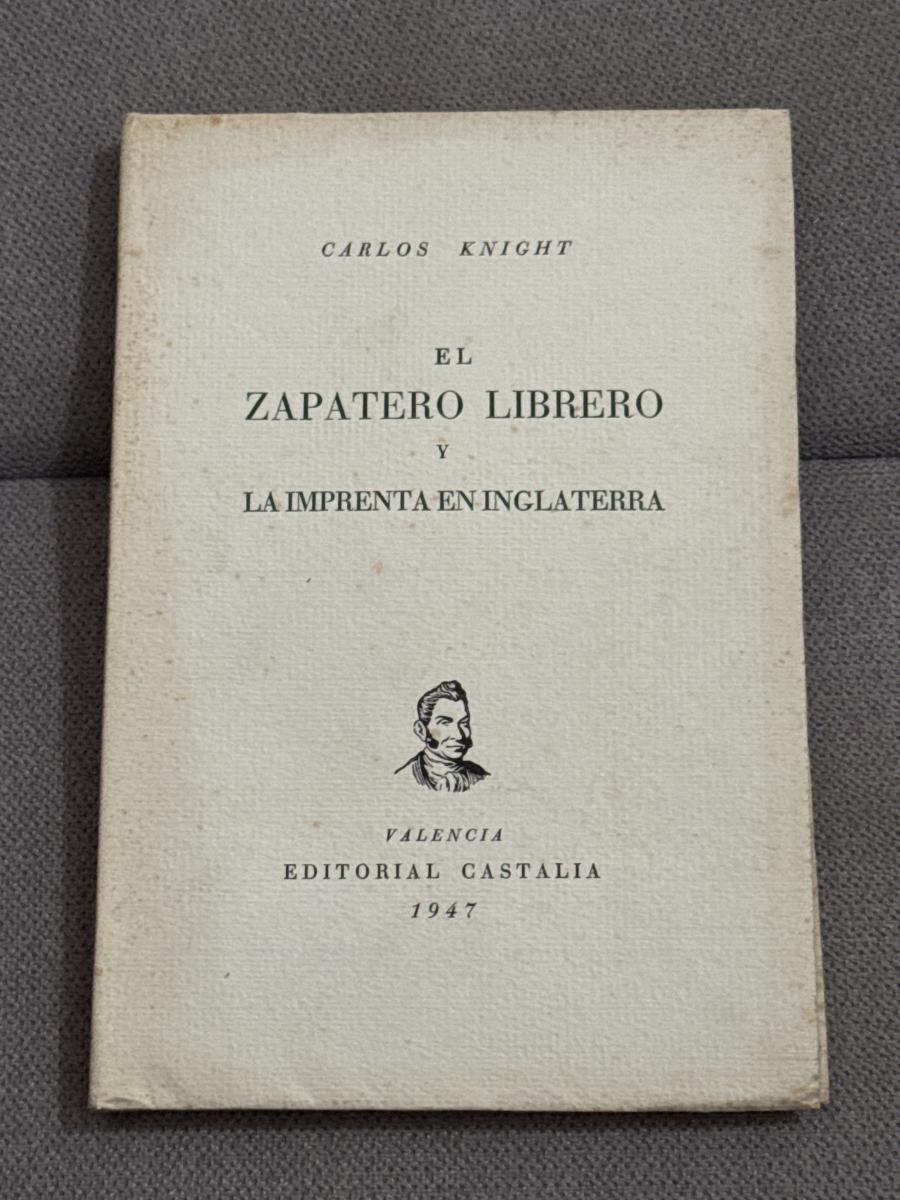 CARLOS KNIGHT
EL
ZAPATERO LIBRERO
Y
LA IMPRENTA EN INGLATERRA
VALENCIA
EDITORIAL CASTALIA
1947